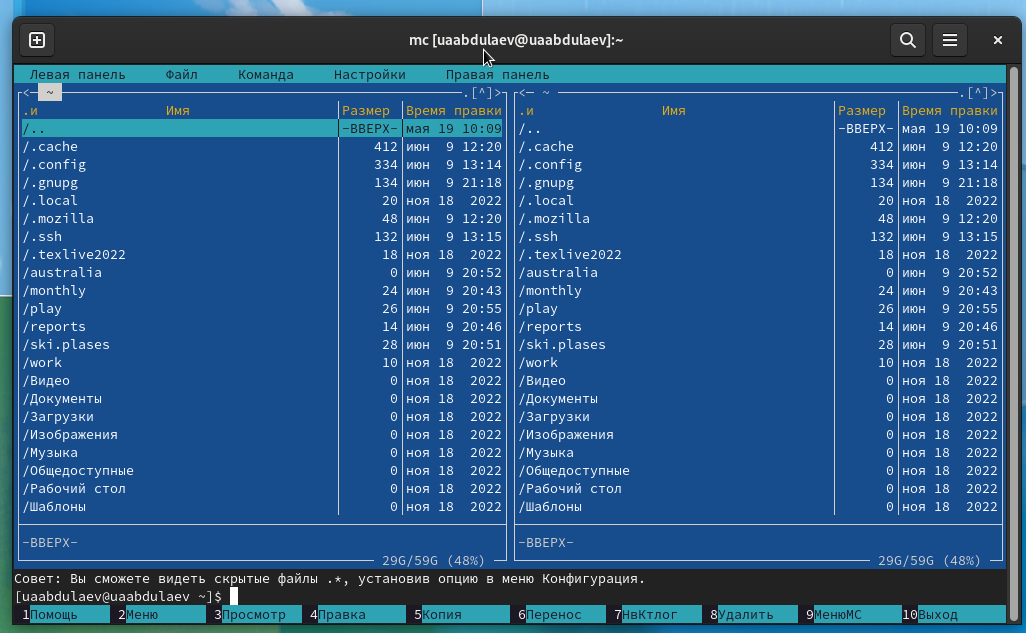 mc [uaabdulaev@uaabdulaev]:~
Левая панель Файл Команда Настройки Правая панель
<─ ~ .[^]> <─ ~ .[^]>
.и Имя Размер Время правки .и Имя Размер Время правки
/.. -ВВЕРХ- мая 19 10:09 /.. -ВВЕРХ- мая 19 10:09
/.cache 412 июн 9 12:20 /.cache 412 июн 9 12:20
/.config 334 июн 9 13:14 /.config 334 июн 9 13:14
/.gnupg 134 июн 9 21:18 /.gnupg 134 июн 9 21:18
/.local 20 ноя 18 2022 /.local 20 ноя 18 2022
/.mozilla 48 июн 9 12:20 /.mozilla 48 июн 9 12:20
/.ssh 132 июн 9 13:15 /.ssh 132 июн 9 13:15
/.texlive2022 18 ноя 18 2022 /.texlive2022 18 ноя 18 2022
/australia 0 июн 9 20:52 /australia 0 июн 9 20:52
/monthly 24 июн 9 20:43 /monthly 24 июн 9 20:43
/play 26 июн 9 20:55 /play 26 июн 9 20:55
/reports 14 июн 9 20:46 /reports 14 июн 9 20:46
/ski.plases 28 июн 9 20:51 /ski.plases 28 июн 9 20:51
/work 10 ноя 18 2022 /work 10 ноя 18 2022
/Видео 0 ноя 18 2022 /Видео 0 ноя 18 2022
/Документы 0 ноя 18 2022 /Документы 0 ноя 18 2022
/Загрузки 0 ноя 18 2022 /Загрузки 0 ноя 18 2022
/Изображения 0 ноя 18 2022 /Изображения 0 ноя 18 2022
/Музыка 0 ноя 18 2022 /Музыка 0 ноя 18 2022
/Общедоступные 0 ноя 18 2022 /Общедоступные 0 ноя 18 2022
/Рабочий стол 0 ноя 18 2022 /Рабочий стол 0 ноя 18 2022
/Шаблоны 0 ноя 18 2022 /Шаблоны 0 ноя 18 2022
-ВВЕРХ- -ВВЕРХ-
29G/59G (48%) 29G/59G (48%)
Совет: Вы сможете видеть скрытые файлы .*, установив опцию в меню Конфигурация.
[uaabdulaev@uaabdulaev ~]$
1Помощь 2Меню 3Просмотр 4Правка 5Копия 6Перенос 7НвКтлог 8Удалить 9МенюMC 10Выход